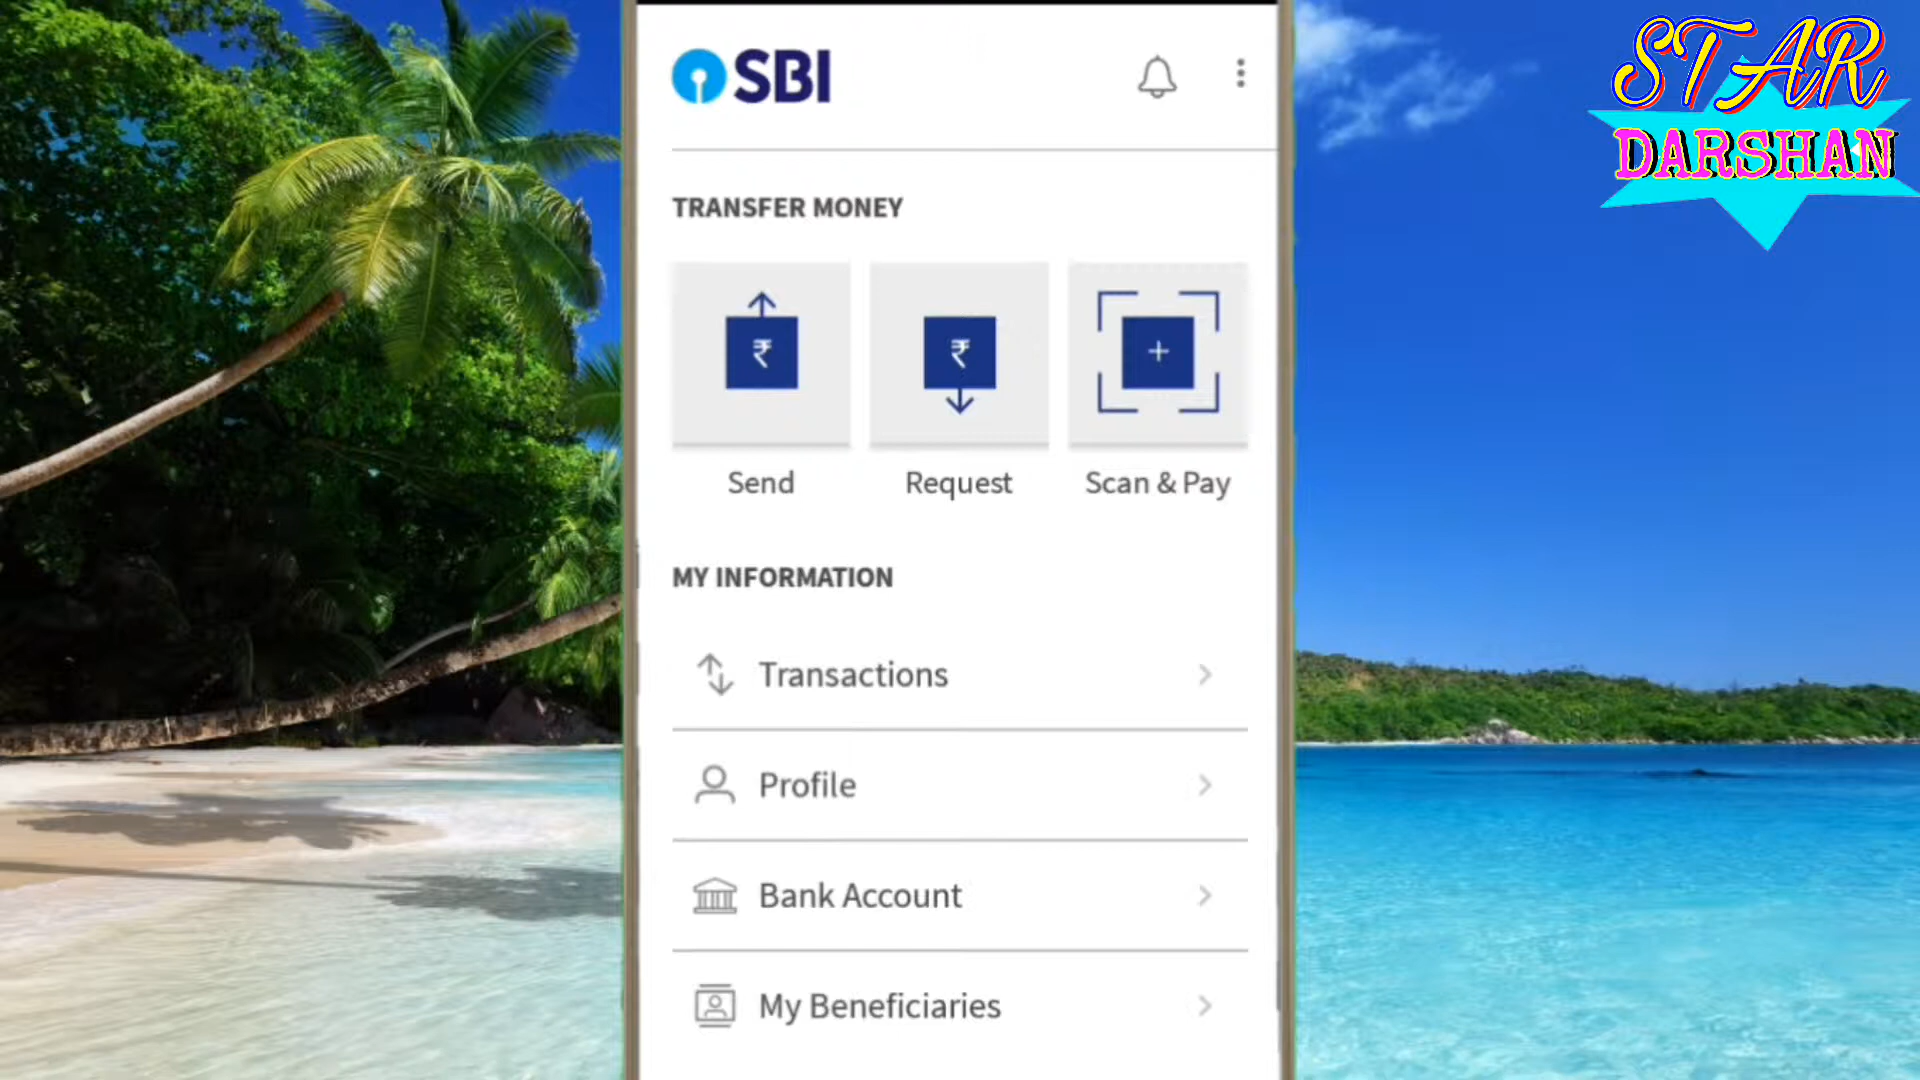 SBI
STAR
DARSHAN
TRANSFER MONEY
₹
₹
Send
Request
Scan & Pay
MY INFORMATION
Transactions
Profile
Bank Account
My Beneficiaries